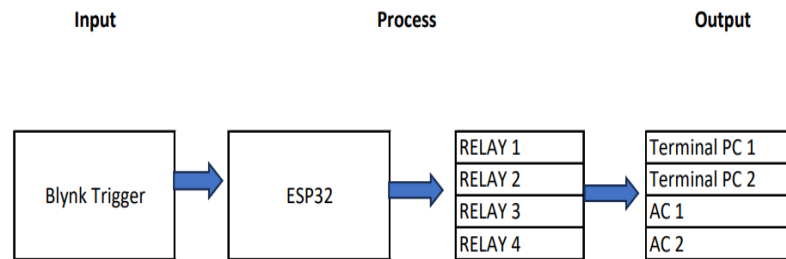 Input
Process
Output
Blynk Trigger
ESP32
RELAY 1
RELAY 2
RELAY 3
RELAY 4
Terminal PC 1
Terminal PC 2
AC 1
AC 2